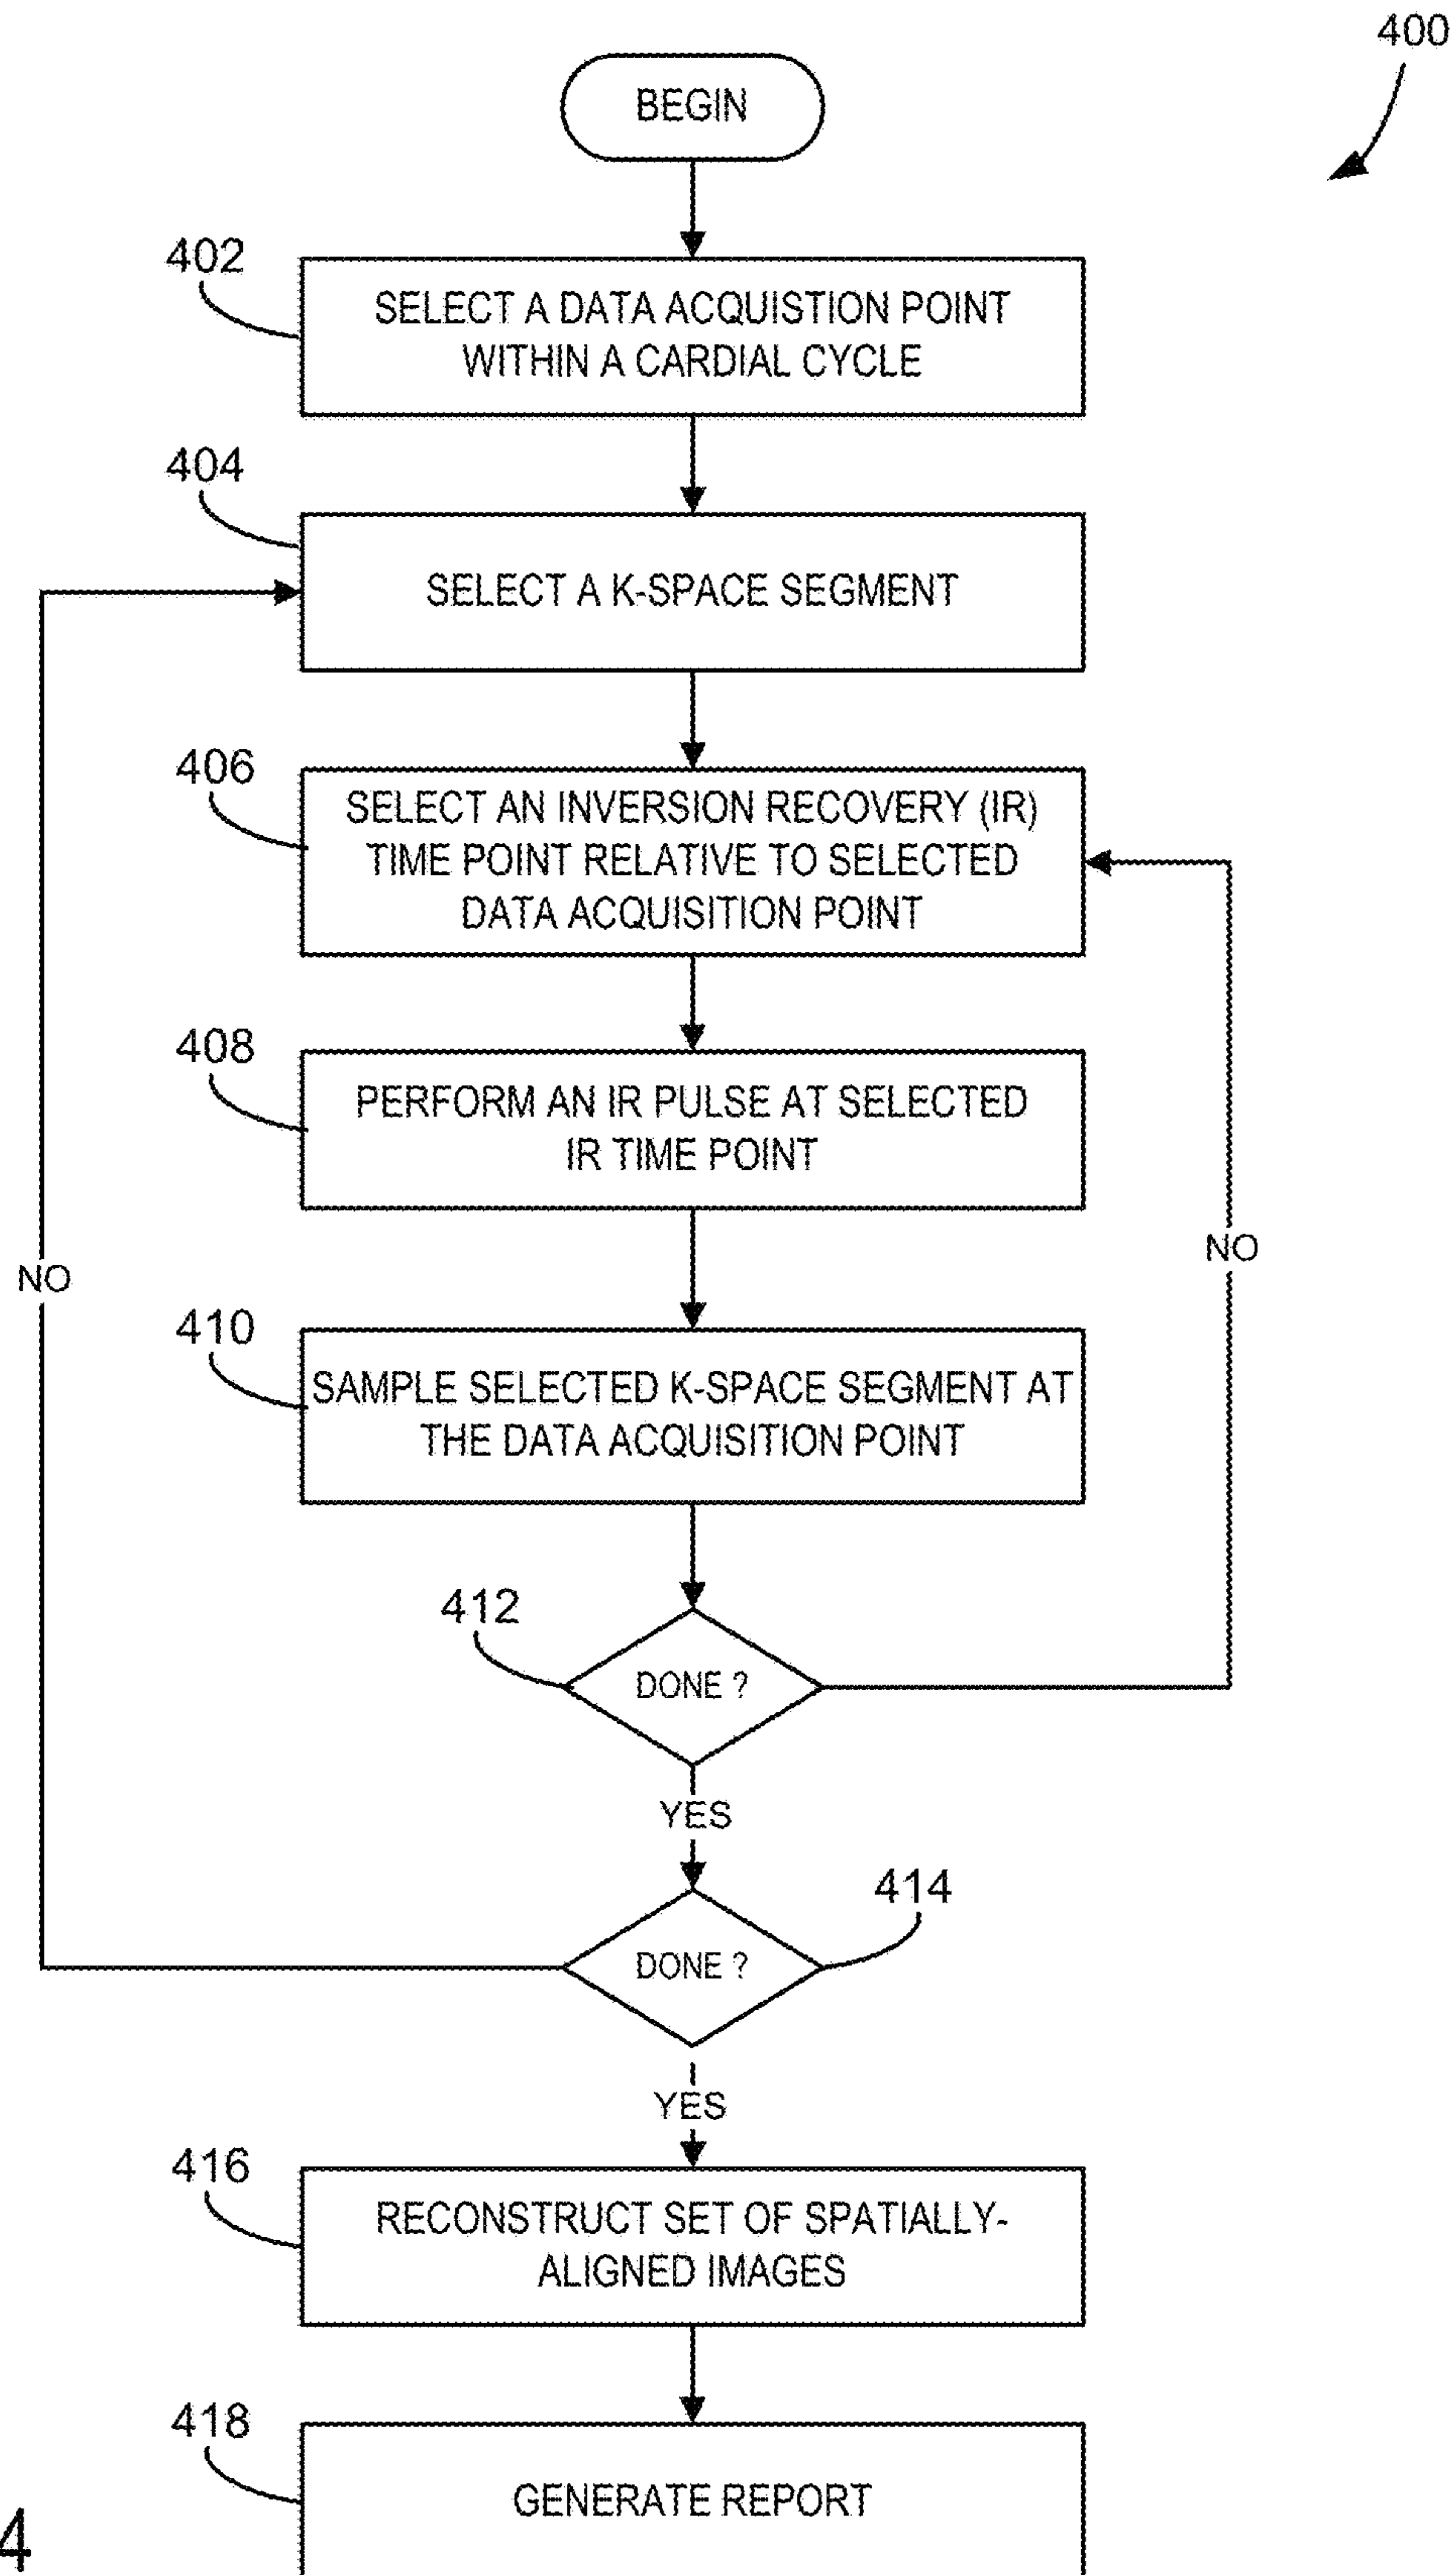 400
BEGIN
402
SELECT A DATA ACQUISTION POINT
WITHIN A CARDIAL CYCLE
404
SELECT A K-SPACE SEGMENT
406
SELECT AN INVERSION RECOVERY (IR)
TIME POINT RELATIVE TO SELECTED
DATA ACQUISITION POINT
408
PERFORM AN IR PULSE AT SELECTED
IR TIME POINT
NO
NO
410
SAMPLE SELECTED K-SPACE SEGMENT AT
THE DATA ACQUISITION POINT
412
DONE ?
YES
414
DONE ?
YES
416
RECONSTRUCT SET OF SPATIALLY-
ALIGNED IMAGES
418
GENERATE REPORT
4